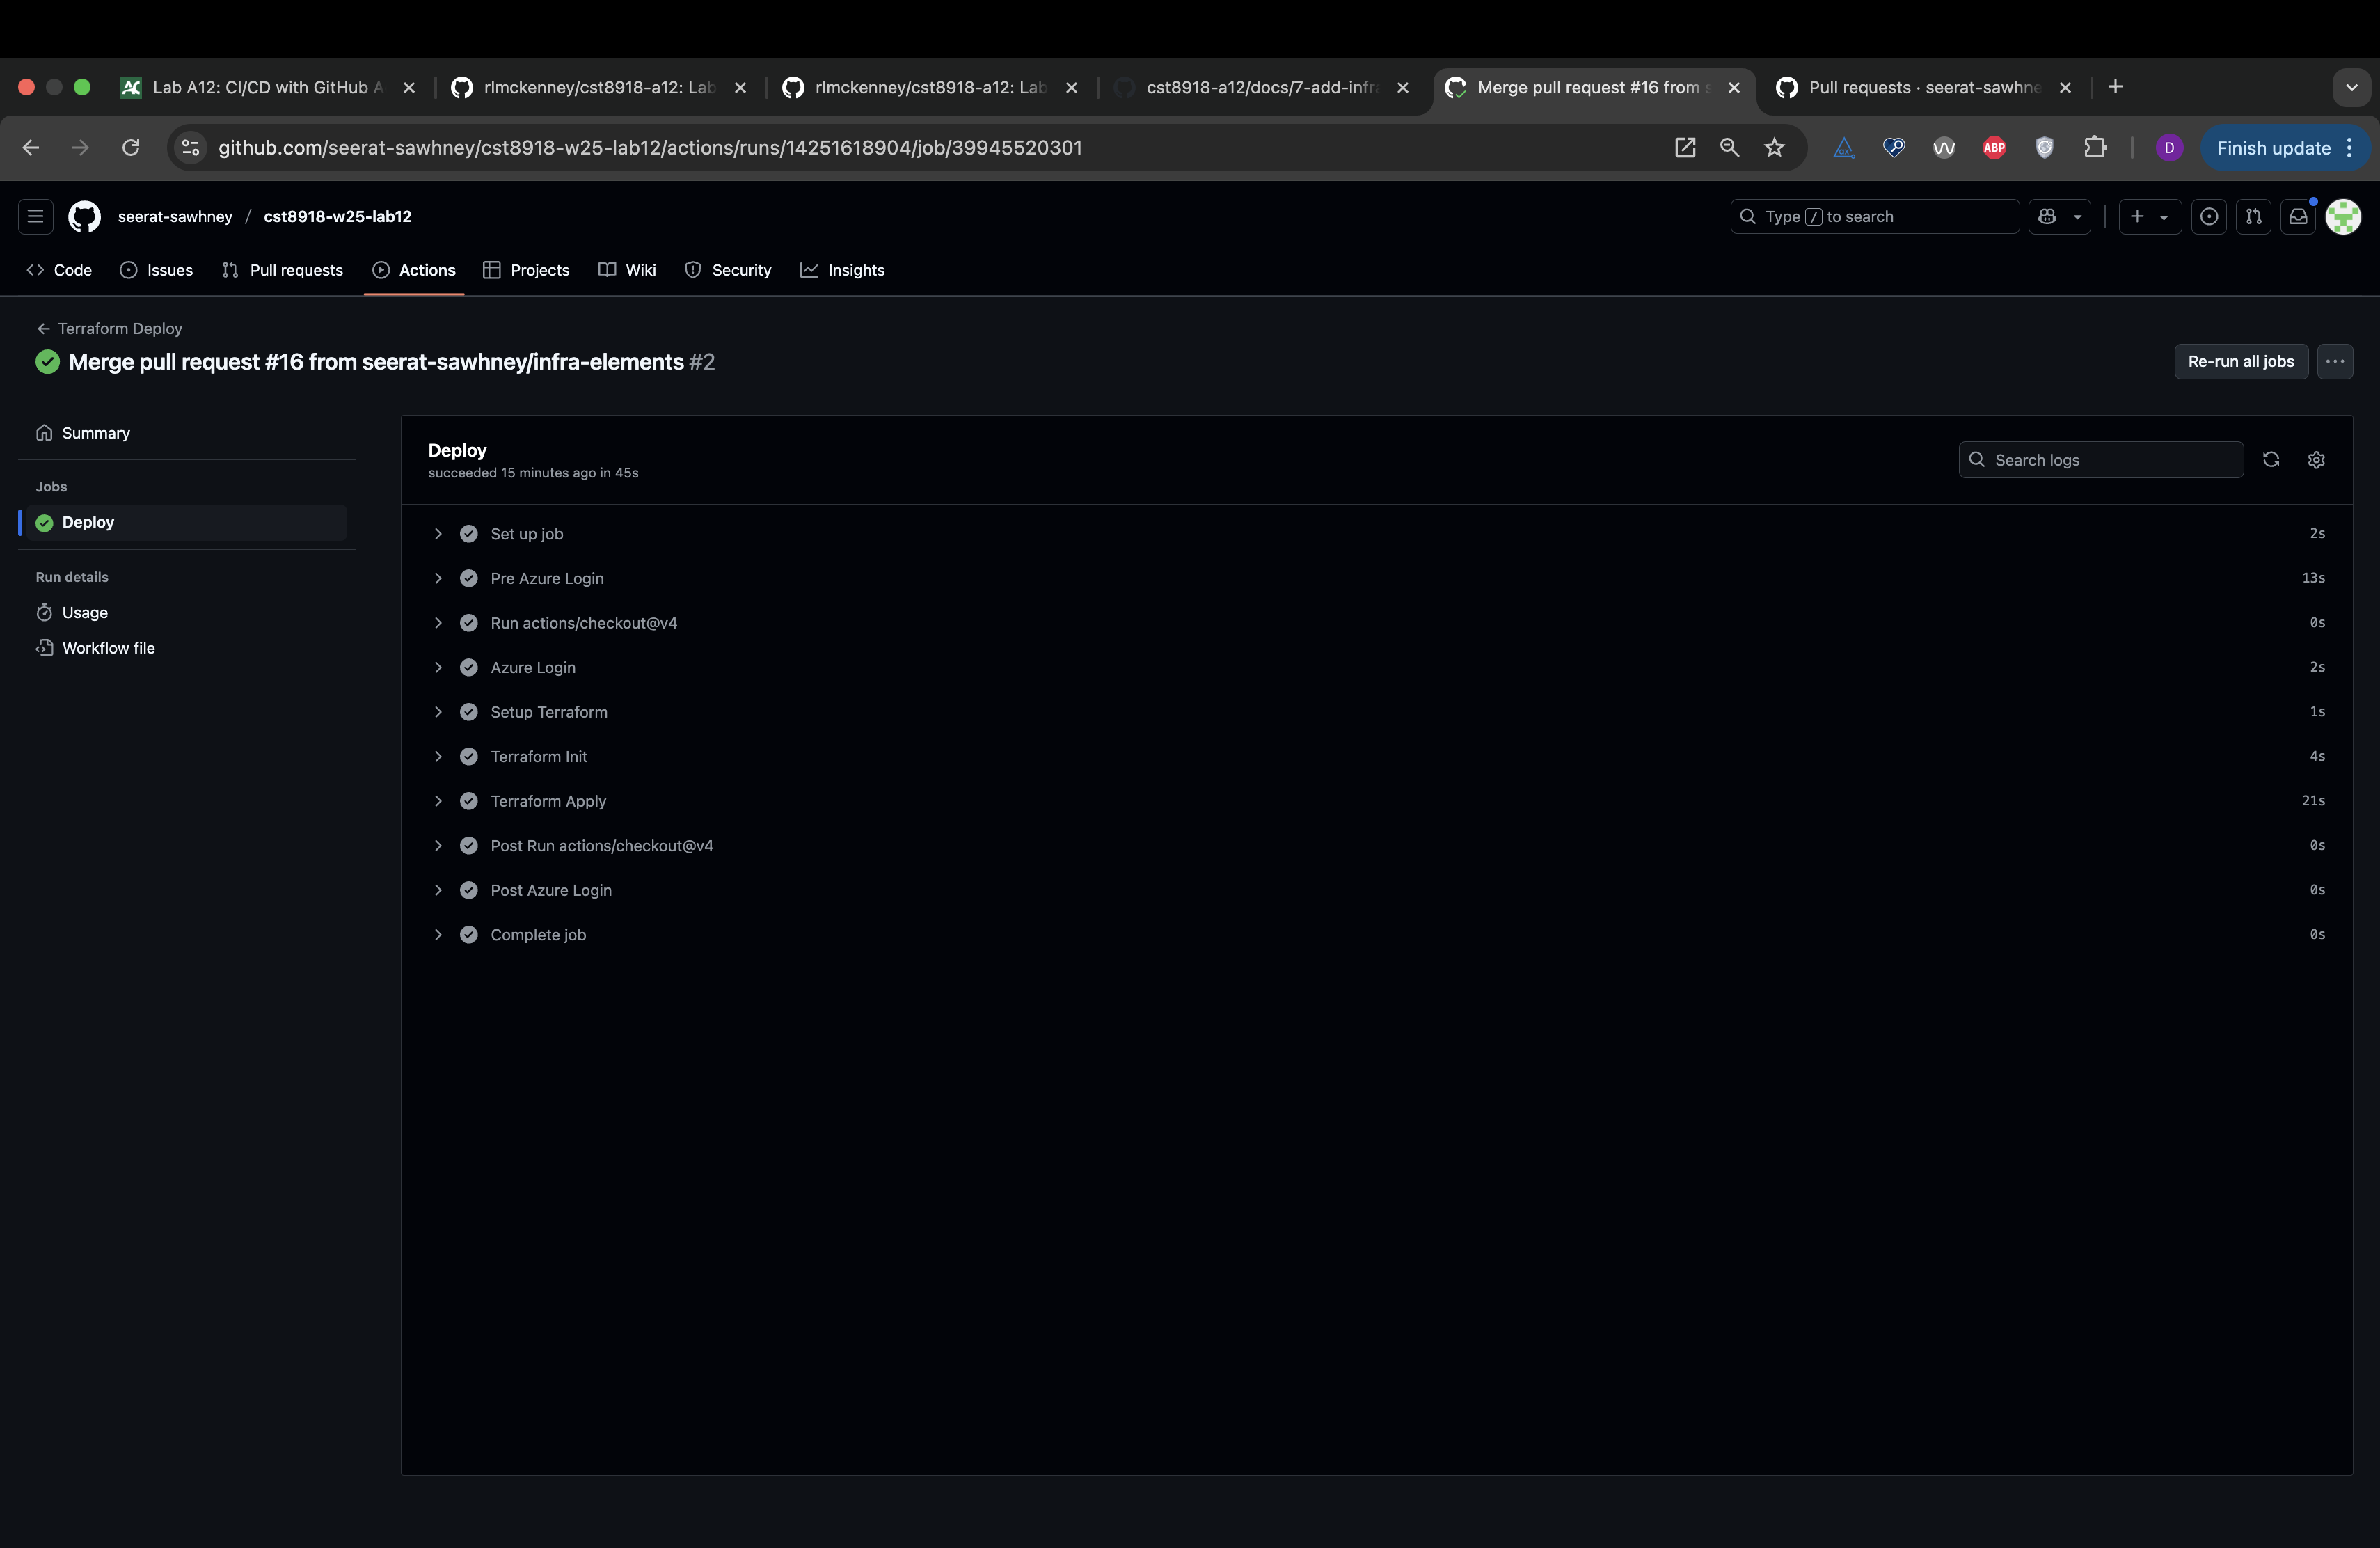 Lab A12: CI/CD with GitHub A
rlmckenney/cst8918-a12: Lab
rlmckenney/cst8918-a12: Lab
cst8918-a12/docs/7-add-infra
Merge pull request #16 from s
Pull requests · seerat-sawhne
github.com/seerat-sawhney/cst8918-w25-lab12/actions/runs/14251618904/job/39945520301
ABP
D
Finish update
seerat-sawhney / cst8918-w25-lab12
Type / to search
Code
Issues
Pull requests
Actions
Projects
Wiki
Security
Insights
Terraform Deploy
Merge pull request #16 from seerat-sawhney/infra-elements #2
Re-run all jobs
Summary
Jobs
Deploy
Run details
Usage
Workflow file
Deploy
succeeded 15 minutes ago in 45s
Search logs
Set up job 2s
Pre Azure Login 13s
Run actions/checkout@v4 0s
Azure Login 2s
Setup Terraform 1s
Terraform Init 4s
Terraform Apply 21s
Post Run actions/checkout@v4 0s
Post Azure Login 0s
Complete job 0s